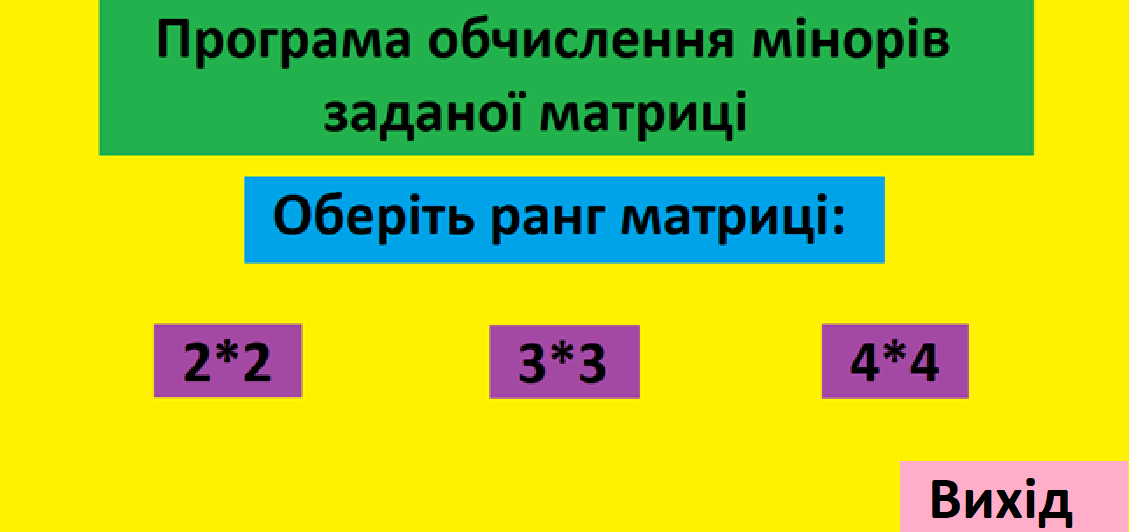 Програма обчислення мінорів
заданої матриці
Оберіть ранг матриці:
2*2
3*3
4*4
Вихід